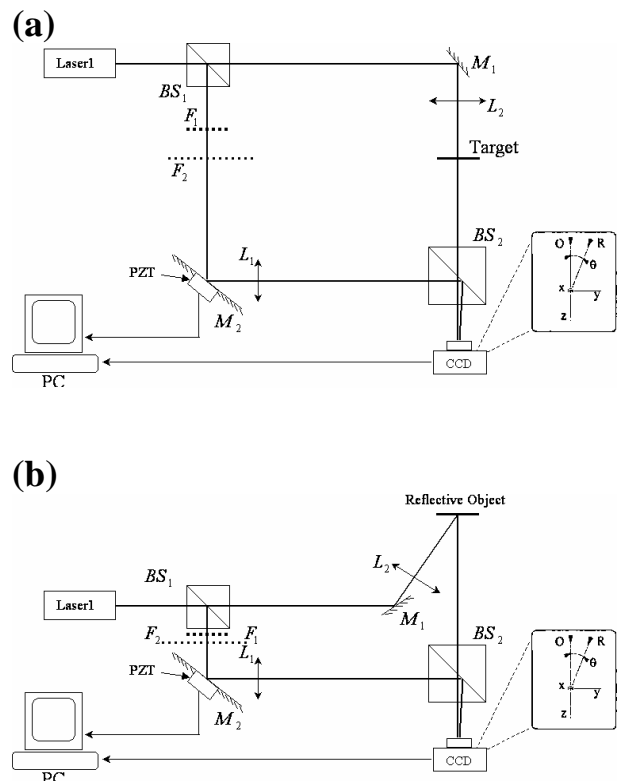 (a)
Laser1
BS₁
M₁
L₂
F₁
F₂
Target
BS₂
L₁
PZT
M₂
O R
θ
x y
z
CCD
PC
(b)
Reflective Object
Laser1
BS₁
L₂
M₁
F₂ F₁
L₁
BS₂
PZT
M₂
O R
θ
x y
z
CCD
PC